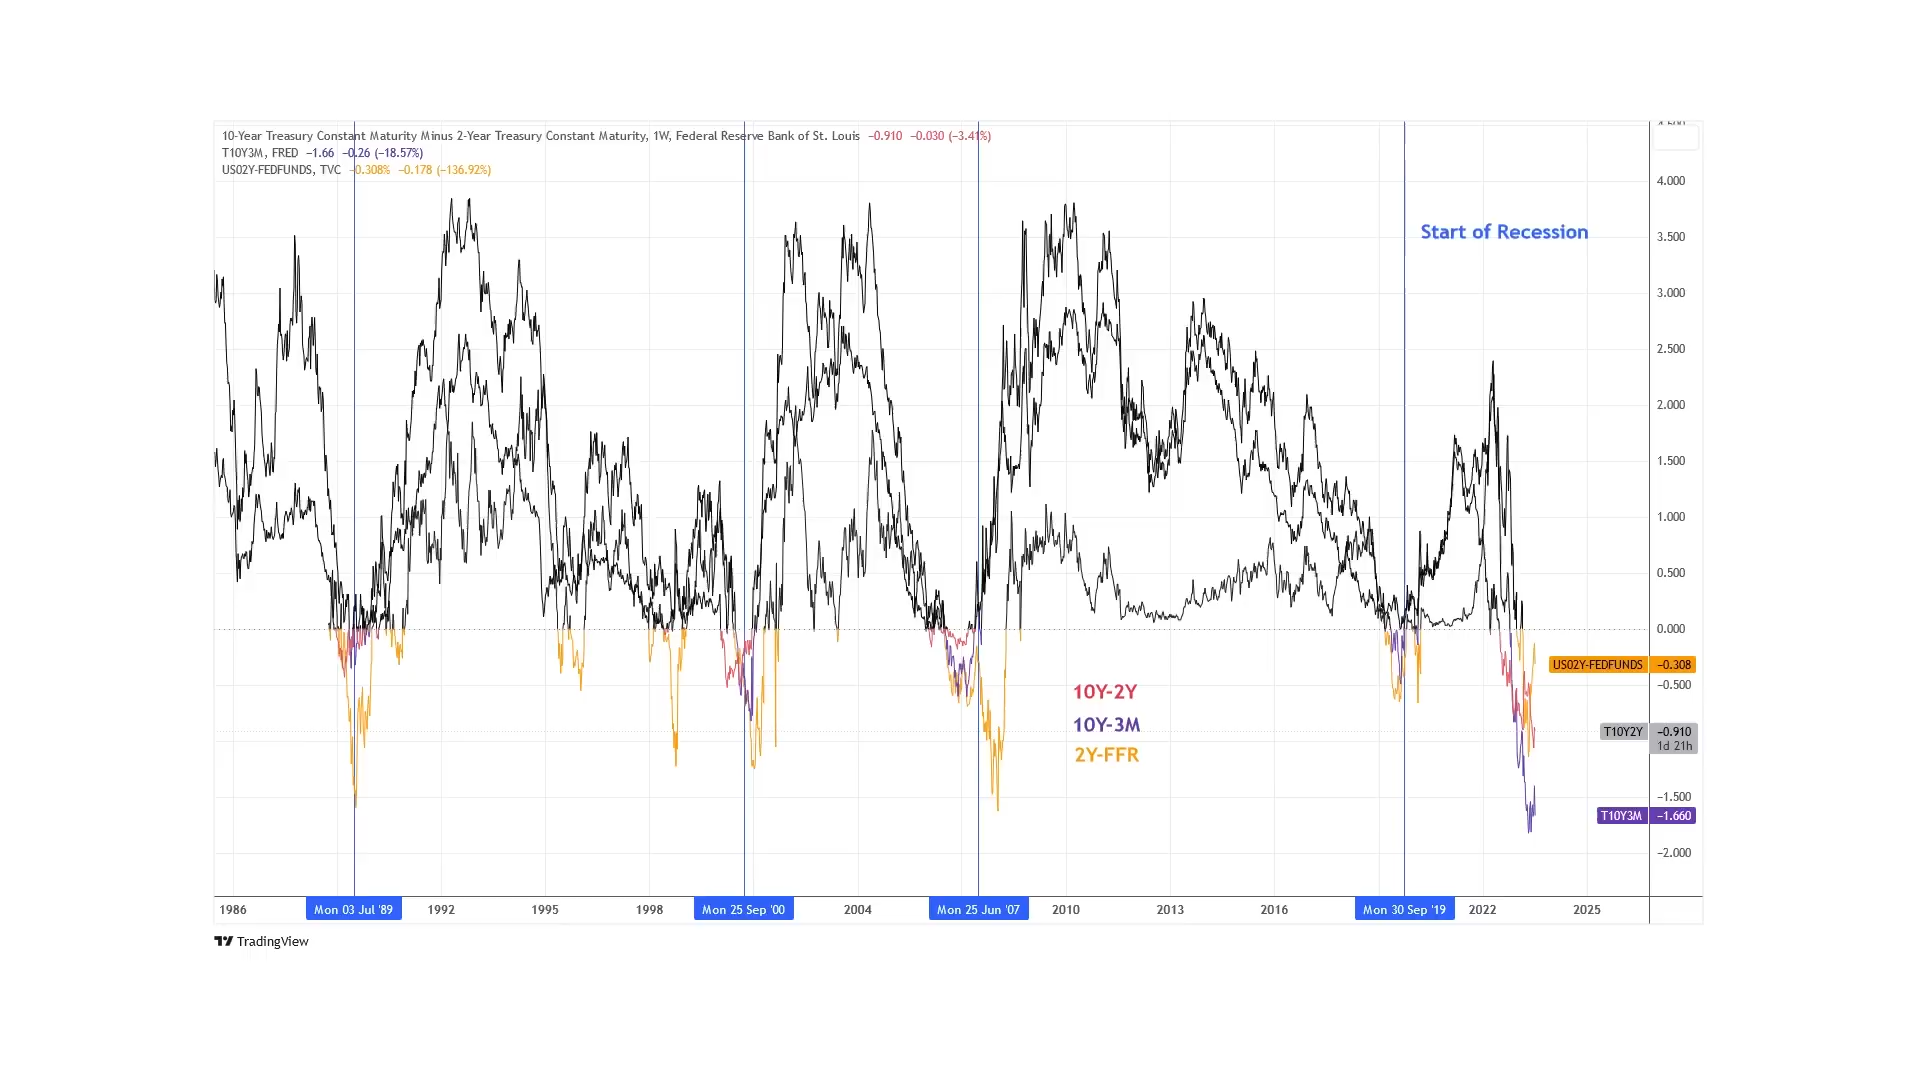 10-Year Treasury Constant Maturity Minus 2-Year Treasury Constant Maturity, 1W, Federal Reserve Bank of St. Louis −0.910 −0.030 (−3.41%)
T10Y3M, FRED −1.66 −0.26 (−18.57%)
US02Y-FEDFUNDS, TVC −0.308% −0.178 (−136.92%)
4.500
4.000
Start of Recession
3.500
3.000
2.500
2.000
1.500
1.000
0.500
0.000
US02Y-FEDFUNDS −0.308
−0.500
10Y-2Y
10Y-3M
T10Y2Y −0.910
1d 21h
2Y-FFR
−1.500
T10Y3M −1.660
−2.000
1986 Mon 03 Jul '89 1992 1995 1998 Mon 25 Sep '00 2004 Mon 25 Jun '07 2010 2013 2016 Mon 30 Sep '19 2022 2025
TradingView